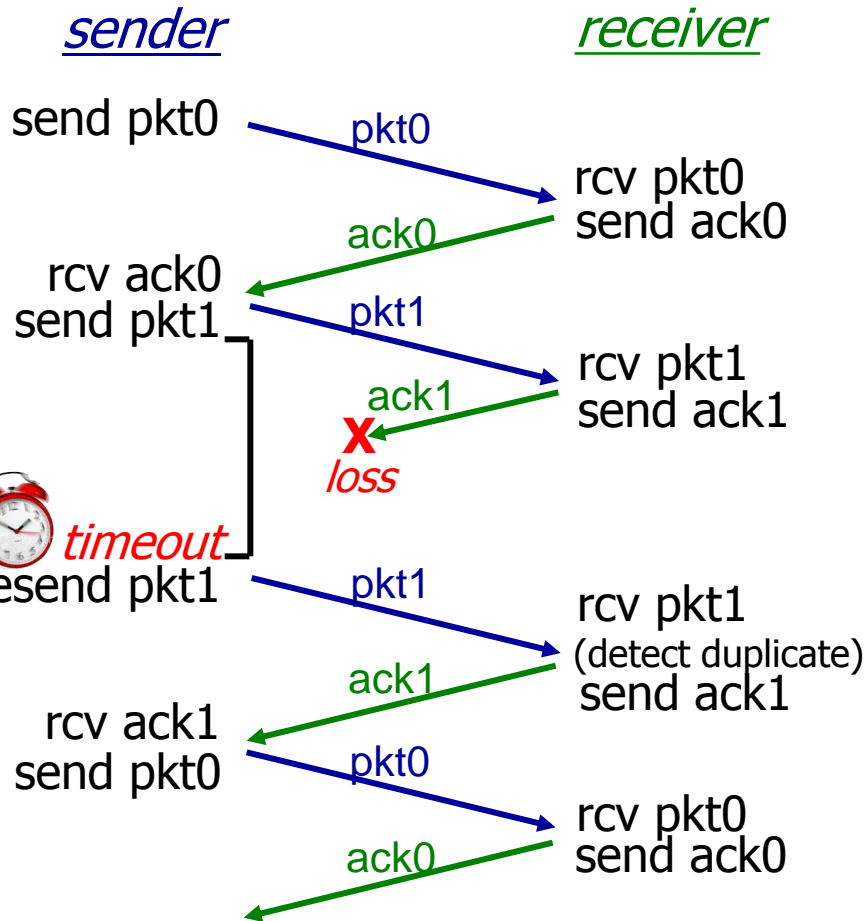 sender
receiver
send pkt0
pkt0
rcv pkt0
send ack0
ack0
rcv ack0
send pkt1
pkt1
rcv pkt1
send ack1
ack1
X
loss
timeout
esend pkt1
pkt1
rcv pkt1
(detect duplicate)
send ack1
ack1
rcv ack1
send pkt0
pkt0
rcv pkt0
send ack0
ack0